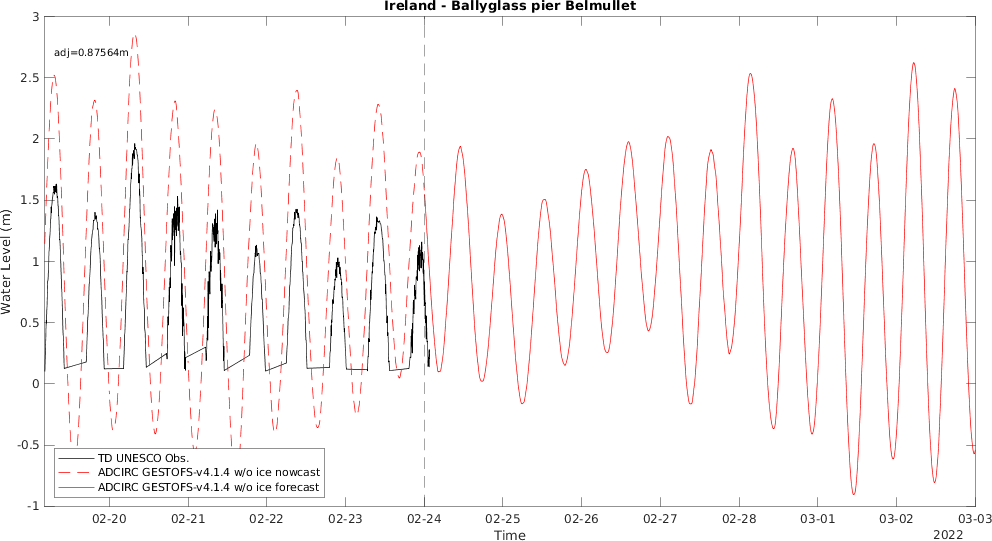 Ireland - Ballyglass pier Belmullet
adj=0.87564m
3
2.5
2
1.5
1
0.5
0
-0.5
-1
Water Level (m)
TD UNESCO Obs.
ADCIRC GESTOFS-v4.1.4 w/o ice nowcast
ADCIRC GESTOFS-v4.1.4 w/o ice forecast
02-20 02-21 02-22 02-23 02-24 02-25 02-26 02-27 02-28 03-01 03-02 03-03
Time
2022